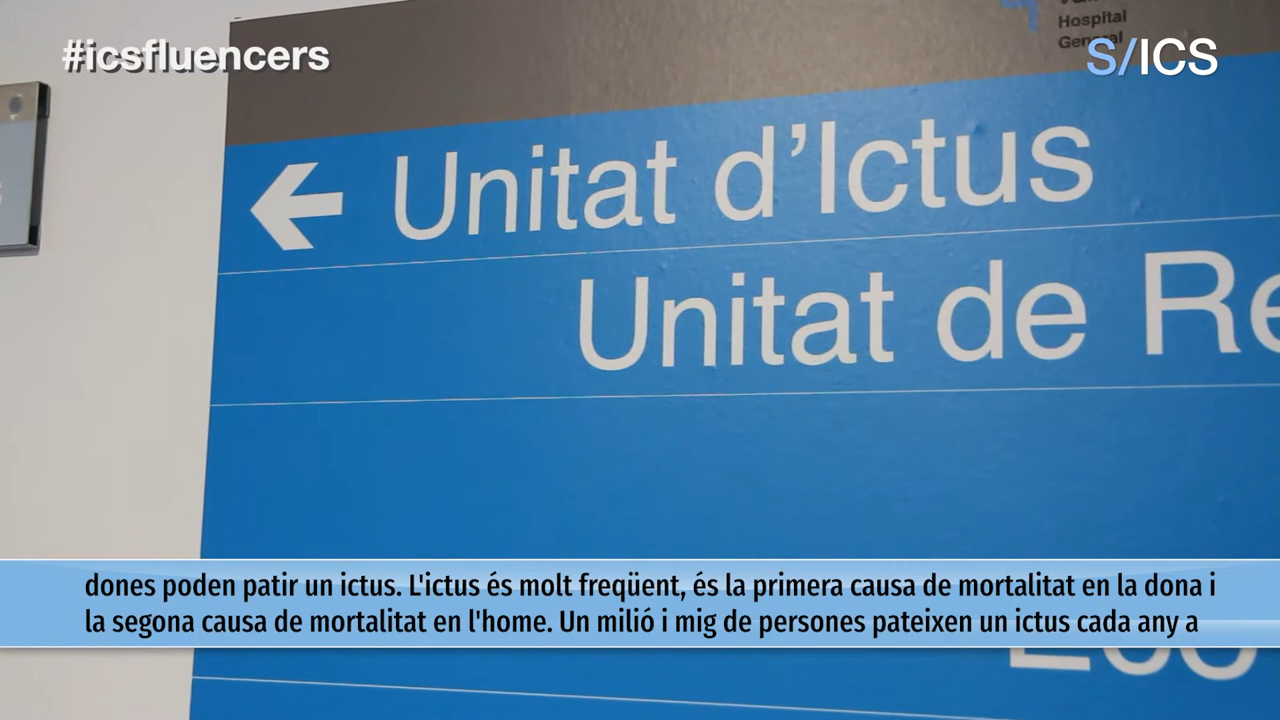 #icsfluencers
Hospital
General
S/ICS
Unitat d'Ictus
Unitat de Re
dones poden patir un ictus. L'ictus és molt freqüent, és la primera causa de mortalitat en la dona i
la segona causa de mortalitat en l'home. Un milió i mig de persones pateixen un ictus cada any a